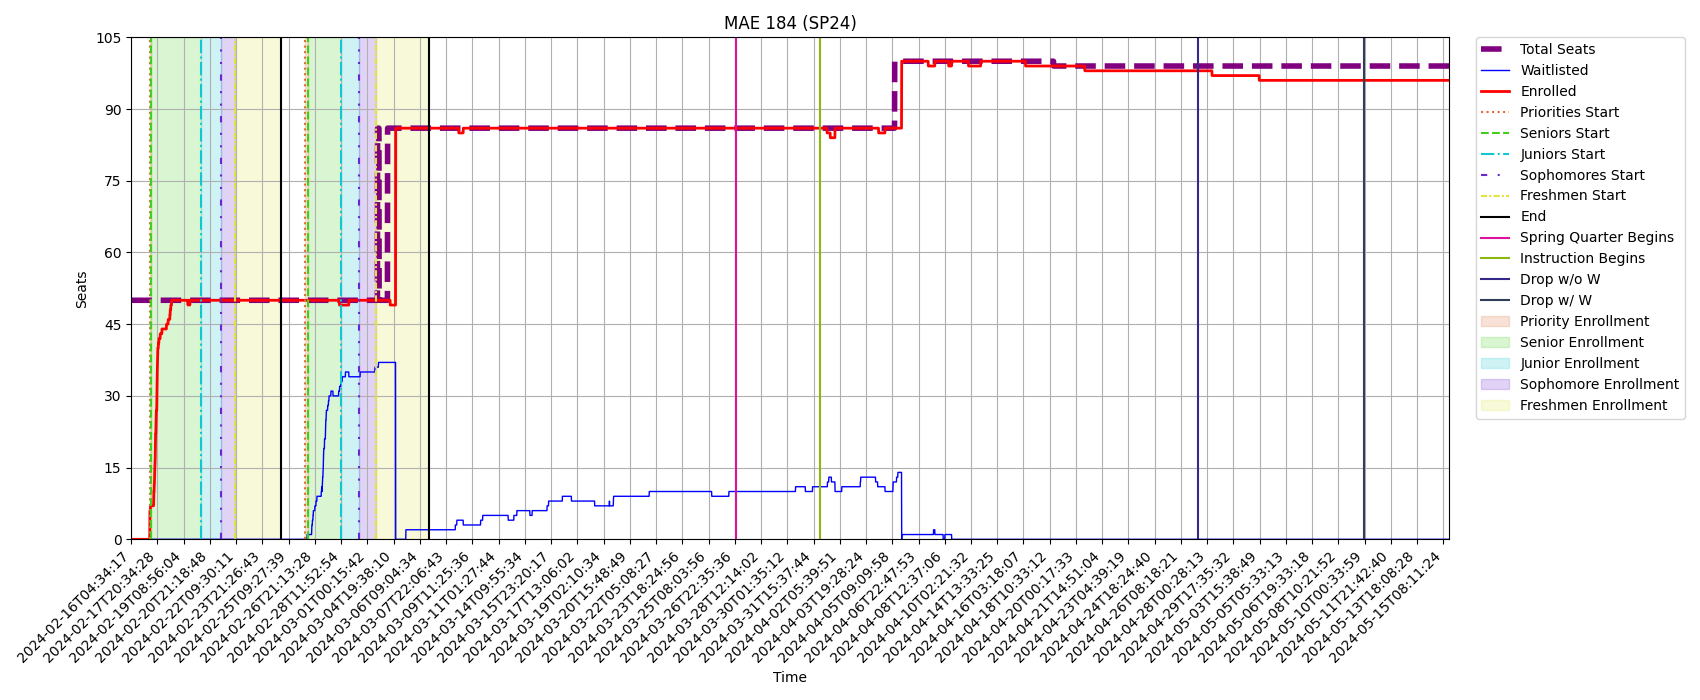 MAE 184 (SP24)
105
90
75
60
45
30
15
0
Seats
2024-02-16T04:34:17
2024-02-17T20:34:28
2024-02-19T08:56:04
2024-02-20T21:18:48
2024-02-22T09:30:11
2024-02-23T21:26:43
2024-02-25T09:27:39
2024-02-26T21:13:28
2024-02-28T11:52:54
2024-03-01T00:15:42
2024-03-04T19:38:10
2024-03-06T09:04:34
2024-03-07T22:06:43
2024-03-09T11:25:36
2024-03-11T01:27:44
2024-03-14T09:55:34
2024-03-15T23:20:17
2024-03-17T13:06:02
2024-03-19T02:10:34
2024-03-20T15:48:49
2024-03-22T05:08:27
2024-03-23T18:24:56
2024-03-25T08:03:56
2024-03-26T22:35:36
2024-03-28T12:14:02
2024-03-30T01:35:12
2024-03-31T15:37:44
2024-04-02T05:39:51
2024-04-03T19:28:24
2024-04-05T09:09:58
2024-04-06T22:47:53
2024-04-08T12:37:06
2024-04-10T02:21:32
2024-04-14T14:33:25
2024-04-16T03:18:07
2024-04-18T10:33:12
2024-04-20T00:17:33
2024-04-21T14:51:04
2024-04-23T04:39:19
2024-04-24T18:24:40
2024-04-26T08:18:21
2024-04-28T00:28:13
2024-04-29T17:35:32
2024-05-03T15:38:49
2024-05-05T05:33:13
2024-05-06T19:33:18
2024-05-08T10:21:52
2024-05-10T00:33:59
2024-05-11T21:42:40
2024-05-13T18:08:28
2024-05-15T08:11:24
Time
Total Seats
Waitlisted
Enrolled
Priorities Start
Seniors Start
Juniors Start
Sophomores Start
Freshmen Start
End
Spring Quarter Begins
Instruction Begins
Drop w/o W
Drop w/ W
Priority Enrollment
Senior Enrollment
Junior Enrollment
Sophomore Enrollment
Freshmen Enrollment